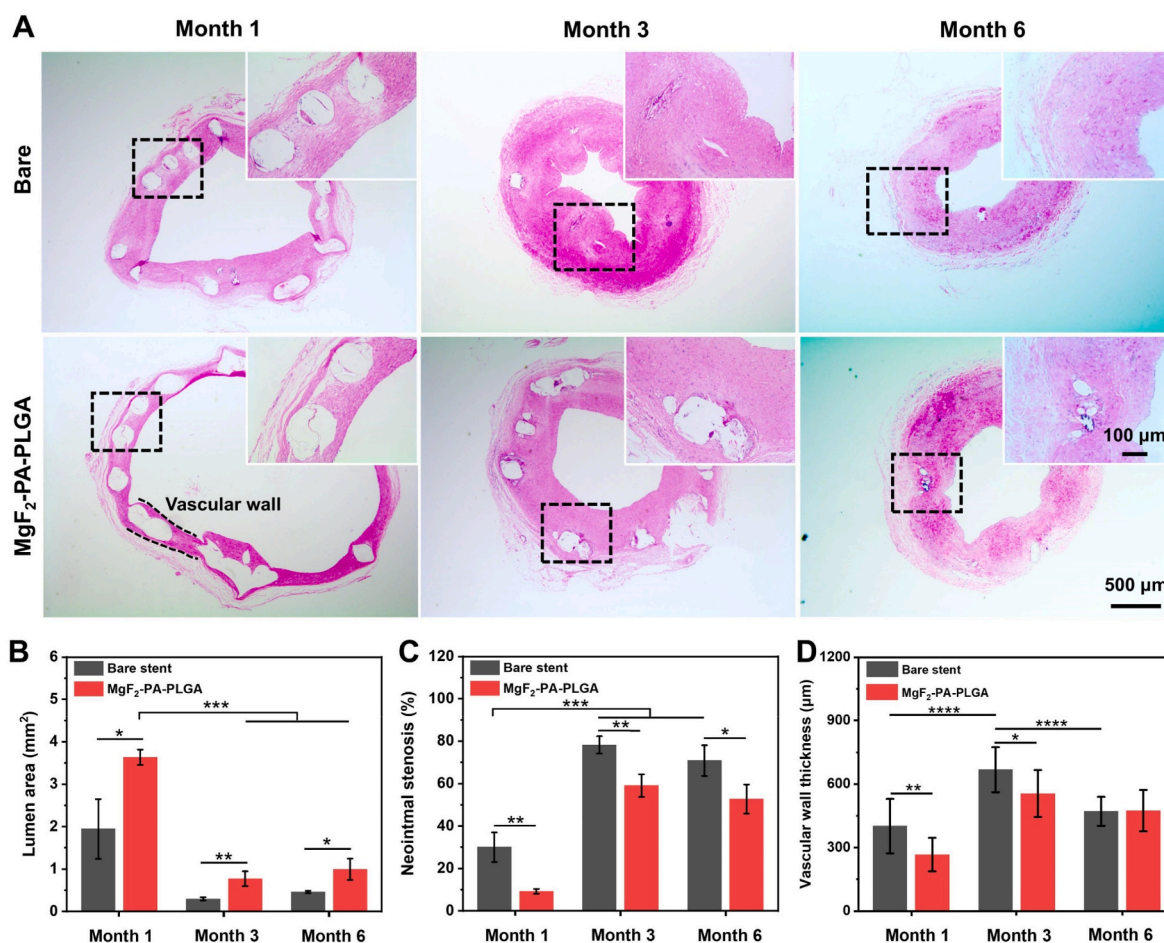 A
Month 1
Month 3
Month 6
Bare
MgF₂-PA-PLGA
Vascular wall
100 µm
500 µm
B
Lumen area (mm²)
6
5
4
3
2
1
0
Bare stent
MgF₂-PA-PLGA
*
***
**
*
Month 1
Month 3
Month 6
C
Neointmal stenosis (%)
120
100
80
60
40
20
0
Bare stent
MgF₂-PA-PLGA
***
**
**
*
Month 1
Month 3
Month 6
D
Vascular wall thickness (µm)
1200
900
600
300
0
Bare stent
MgF₂-PA-PLGA
****
****
**
*
Month 1
Month 3
Month 6